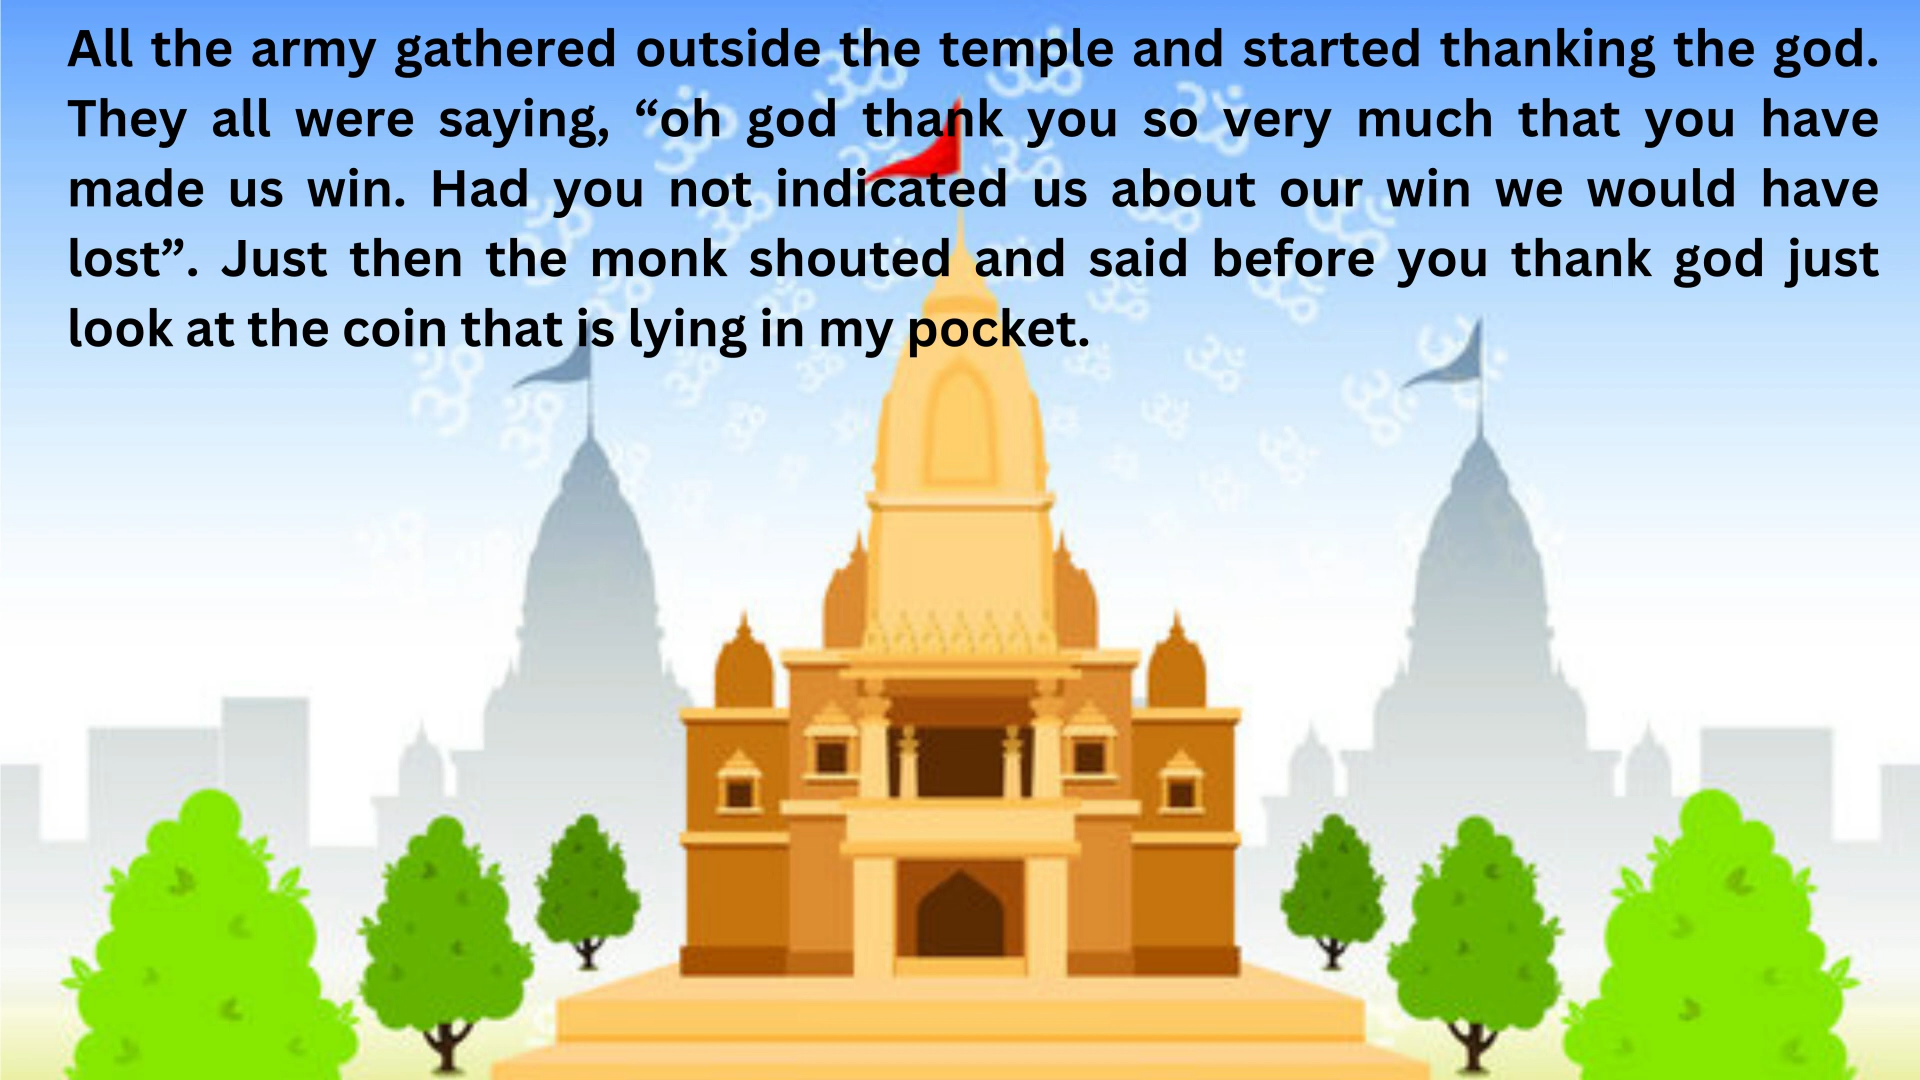 All the army gathered outside the temple and started thanking the god.
They all were saying, “oh god thank you so very much that you have
made us win. Had you not indicated us about our win we would have
lost”. Just then the monk shouted and said before you thank god just
look at the coin that is lying in my pocket.